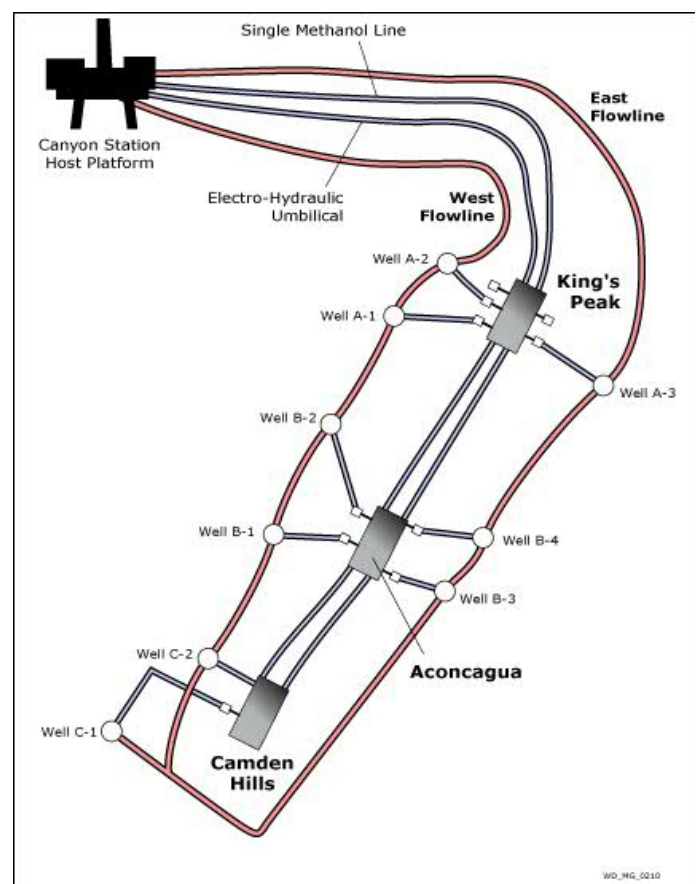 Single Methanol Line
East
Flowline
Canyon Station
Host Platform
Electro-Hydraulic
Umbilical
West
Flowline
Well A-2
King's
Peak
Well A-1
Well A-3
Well B-2
Well B-1
Well B-4
Well B-3
Well C-2
Aconcagua
Well C-1
Camden
Hills
WD_MG_0210